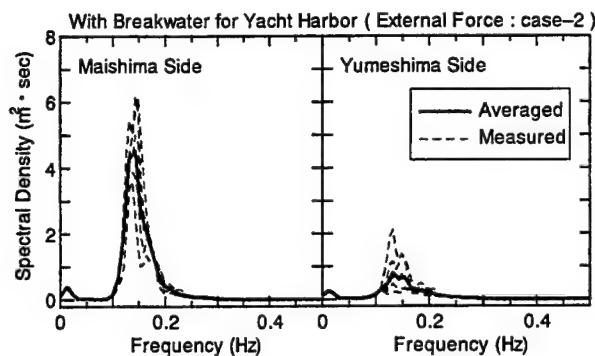 With Breakwater for Yacht Harbor ( External Force : case–2 )
Maishima Side
Yumeshima Side
Averaged
Measured
Spectral Density (m² • sec)
8
6
4
2
0
0 0.2 0.4
0 0.2 0.4
Frequency (Hz)
Frequency (Hz)